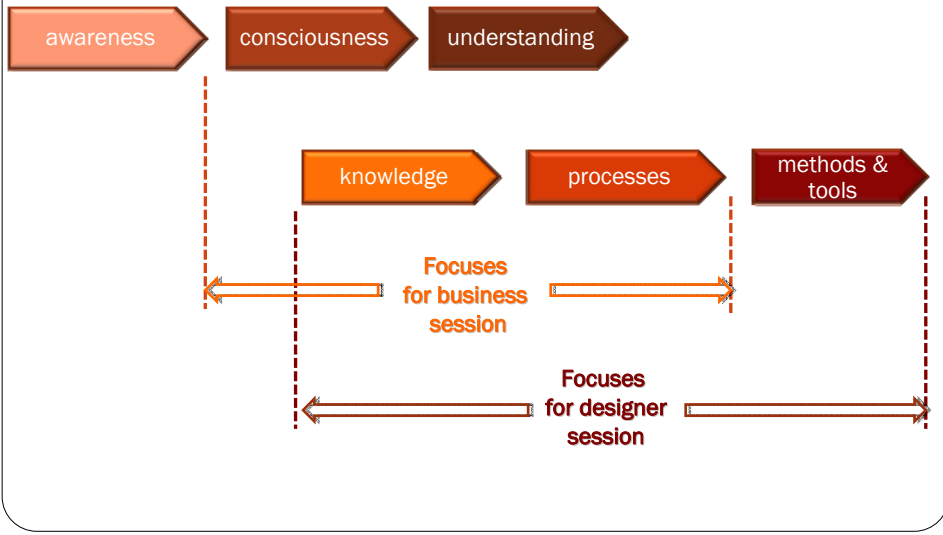 awareness
consciousness
understanding
knowledge
processes
methods &
tools
Focuses
for business
session
Focuses
for designer
session